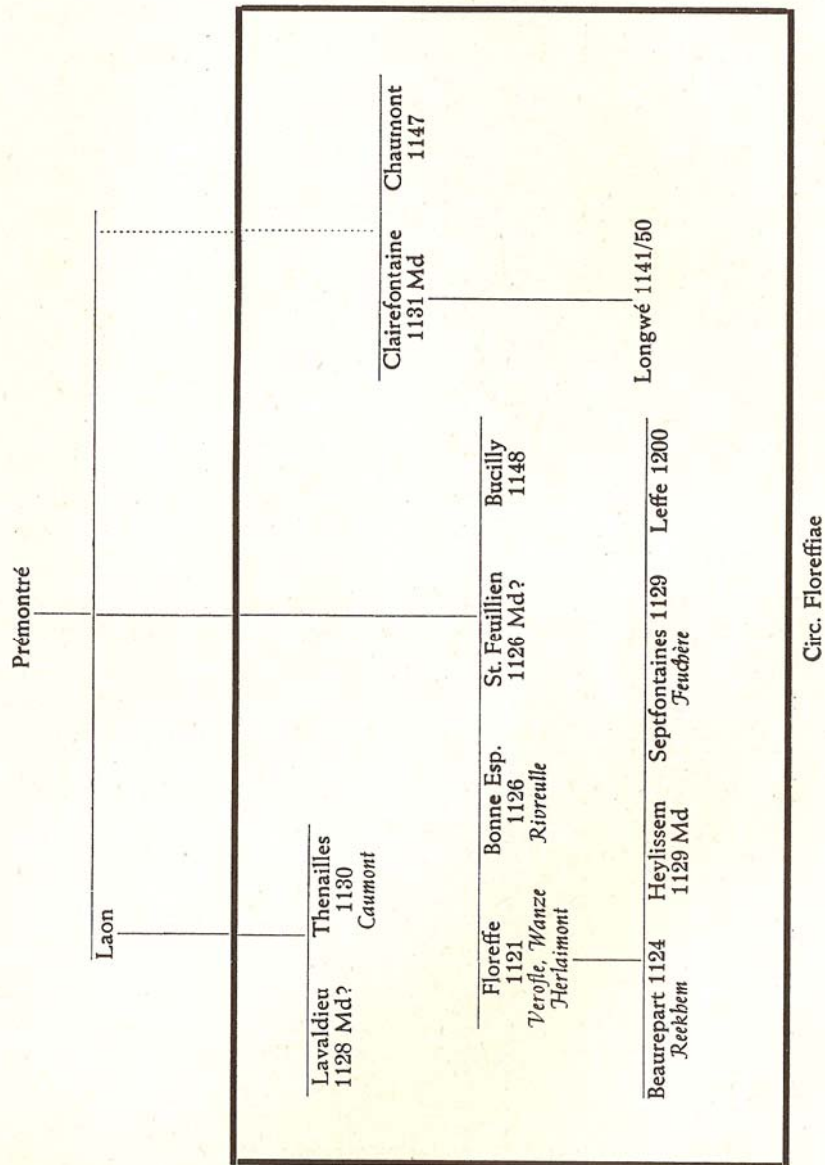 Prémontré
Laon
Lavaldieu
1128 Md?
Thenailles
1130
Caumont
Clairefontaine
1131 Md
Chaumont
1147
Floreffe
1121
Verofle, Wanze
Herlaimont
Bonne Esp.
1126
Rivreulle
St. Feuillien
1126 Md?
Bucilly
1148
Beaurepart 1124
Reekhem
Heylissem
1129 Md
Septfontaines 1129
Feuchère
Leffe 1200
Longwé 1141/50
Circ. Floreffiae